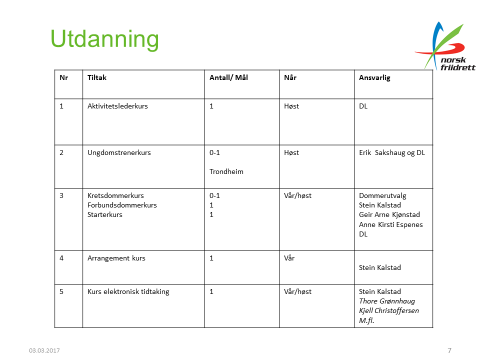 Utdanning
norsk
friidrett
Nr Tiltak Antall/ Mål Når Ansvarlig
1 Aktivitetslederkurs 1 Høst DL
2 Ungdomstrenerkurs 0-1 Høst Erik Sakshaug og DL
Trondheim
3 Kretsdommerkurs 0-1 Vår/høst Dommerutvalg
Forbundsdommerkurs 1 Stein Kalstad
Starterkurs 1 Geir Arne Kjønstad
Anne Kirsti Espenes
DL
4 Arrangement kurs 1 Vår
Stein Kalstad
5 Kurs elektronisk tidtaking 1 Vår/høst Stein Kalstad
Thore Grønnhaug
Kjell Christoffersen
M.fl.
03.03.2017 7